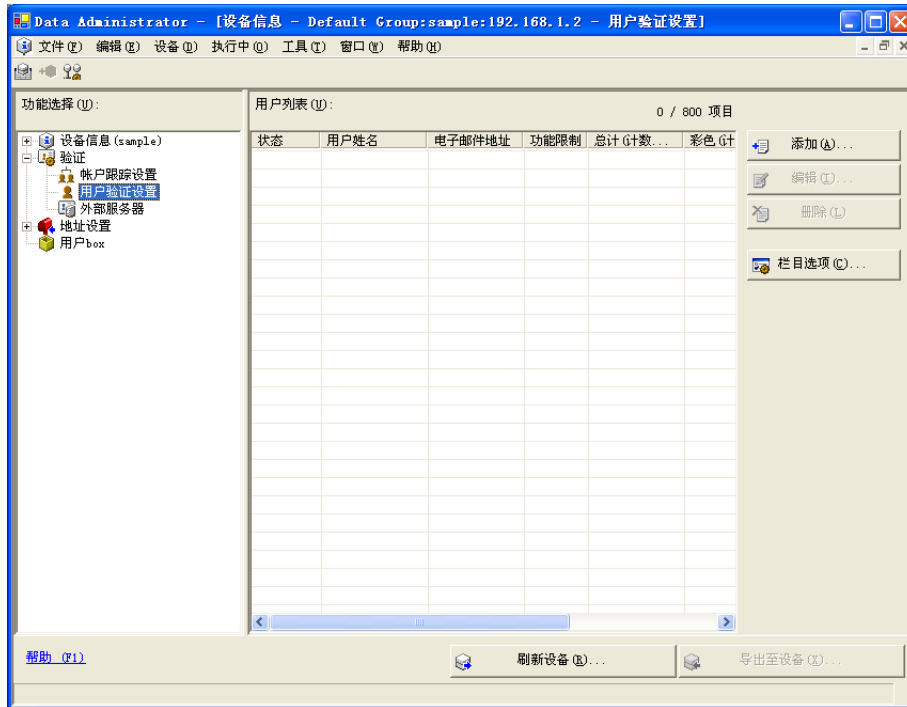 Data Administrator - [设备信息 - Default Group:sample:192.168.1.2 - 用户验证设置]
文件(F) 编辑(E) 设备(D) 执行中(O) 工具(T) 窗口(W) 帮助(H)
功能选择(U):
用户列表(U):
0 / 800 项目
设备信息(sample)
验证
帐户跟踪设置
用户验证设置
外部服务器
地址设置
用户box
状态 用户姓名 电子邮件地址 功能限制 总计(计数... 彩色(计
添加(A)...
编辑(I)...
删除(L)
栏目选项(C)...
帮助 (F1)
刷新设备(R)...
导出至设备(X)...